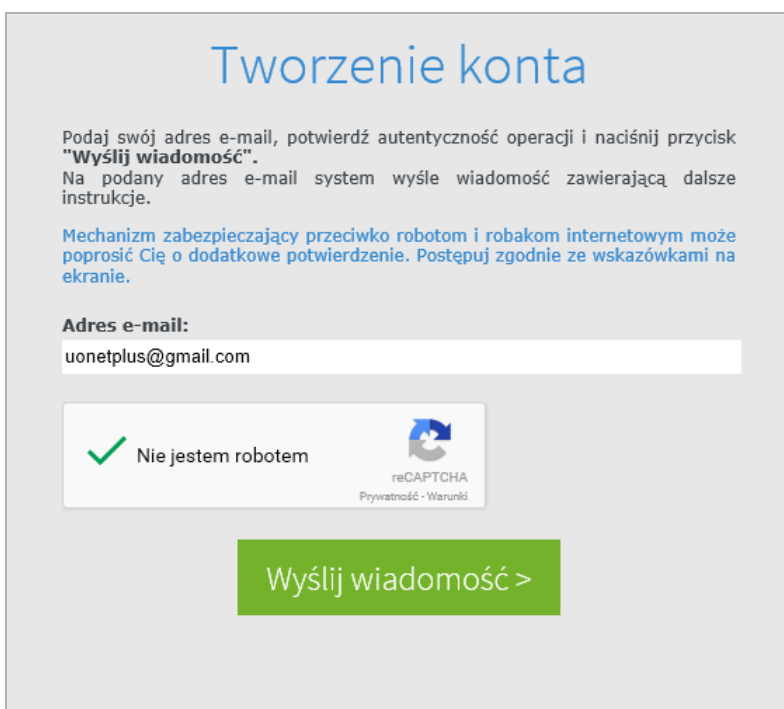 Tworzenie konta
Podaj swój adres e-mail, potwierdź autentyczność operacji i naciśnij przycisk
"Wyślij wiadomość".
Na podany adres e-mail system wyśle wiadomość zawierającą dalsze
instrukcje.
Mechanizm zabezpieczający przeciwko robotom i robakom internetowym może
poprosić Cię o dodatkowe potwierdzenie. Postępuj zgodnie ze wskazówkami na
ekranie.
Adres e-mail:
uonetplus@gmail.com
Nie jestem robotem
reCAPTCHA
Prywatność - Warunki
Wyślij wiadomość >